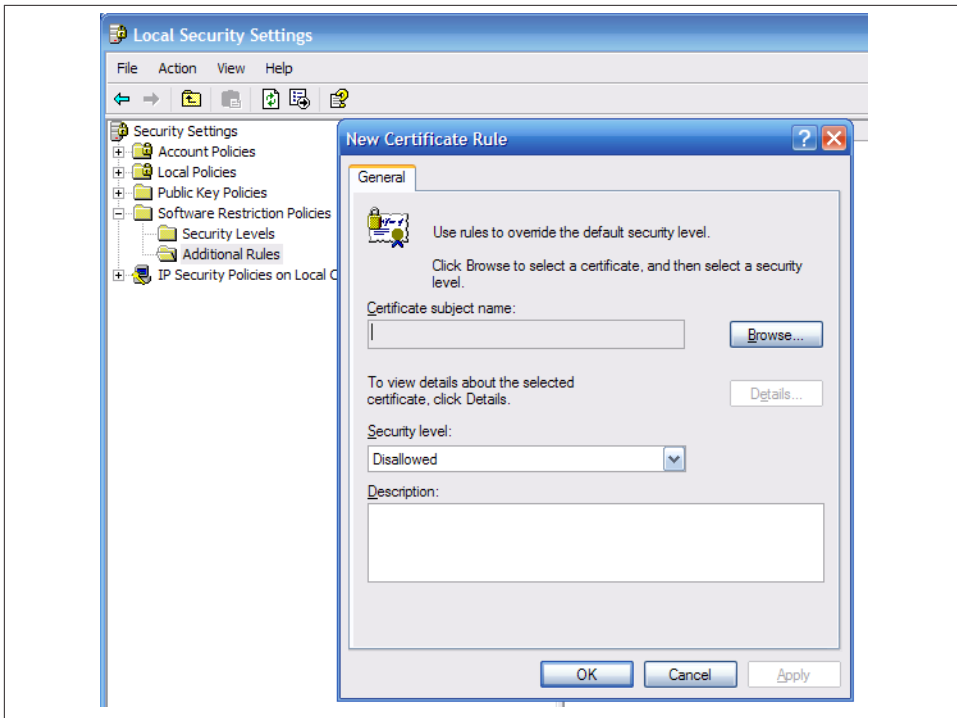 Local Security Settings
File Action View Help
Security Settings
Account Policies
Local Policies
Public Key Policies
Software Restriction Policies
Security Levels
Additional Rules
IP Security Policies on Local C
New Certificate Rule
General
Use rules to override the default security level.
Click Browse to select a certificate, and then select a security
level.
Certificate subject name:
Browse...
To view details about the selected
certificate, click Details.
Details...
Security level:
Disallowed
Description:
OK Cancel Apply